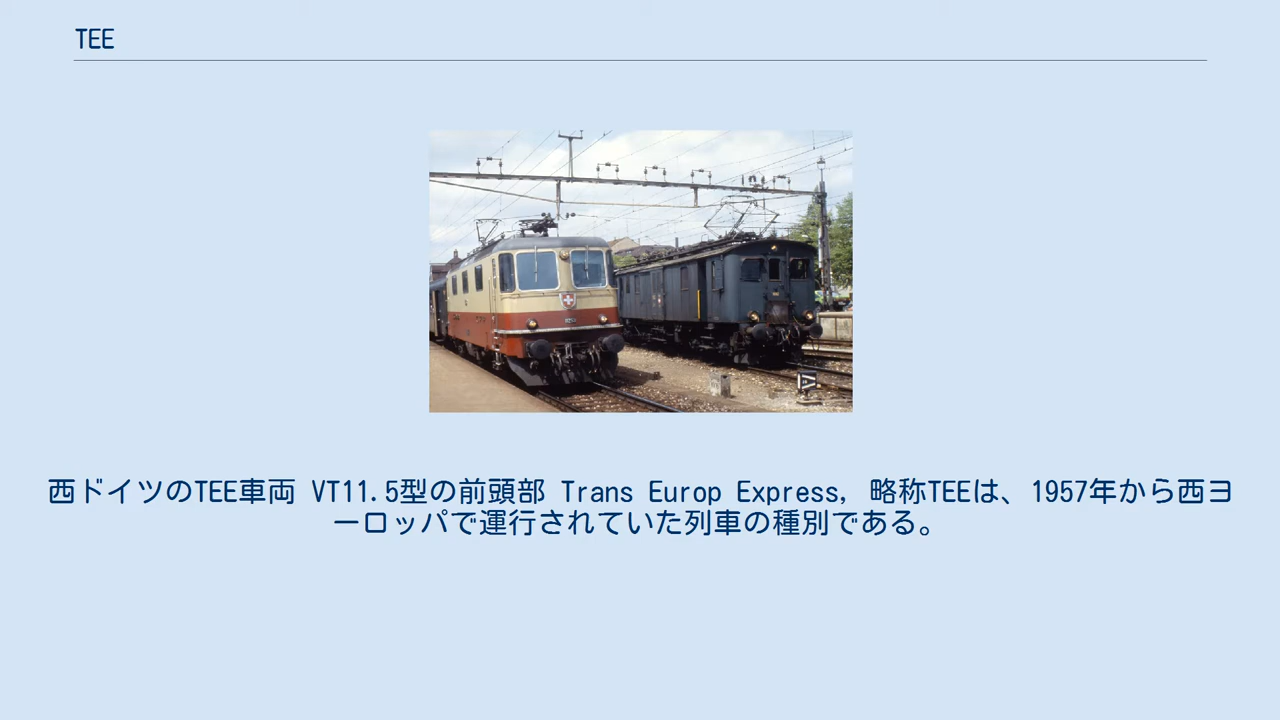 TEE
西ドイツのTEE車両 VT11.5型の前頭部 Trans Europ Express, 略称TEEは、1957年から西ヨ
ーロッパで運行されていた列車の種別である。